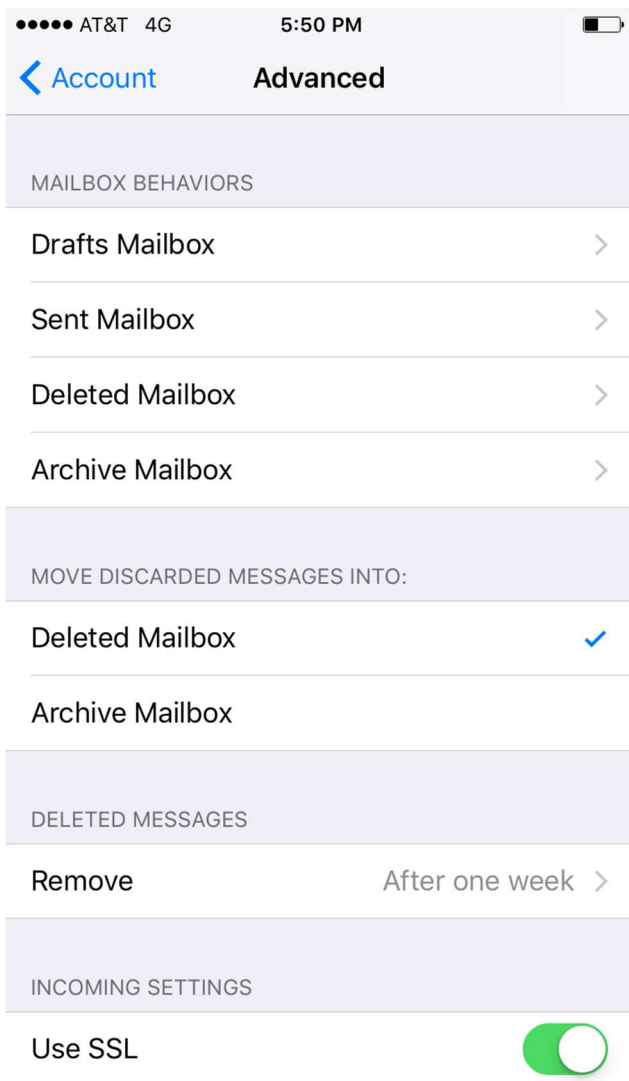 AT&T 4G 5:50 PM
Account Advanced
MAILBOX BEHAVIORS
Drafts Mailbox
Sent Mailbox
Deleted Mailbox
Archive Mailbox
MOVE DISCARDED MESSAGES INTO:
Deleted Mailbox
Archive Mailbox
DELETED MESSAGES
Remove After one week
INCOMING SETTINGS
Use SSL